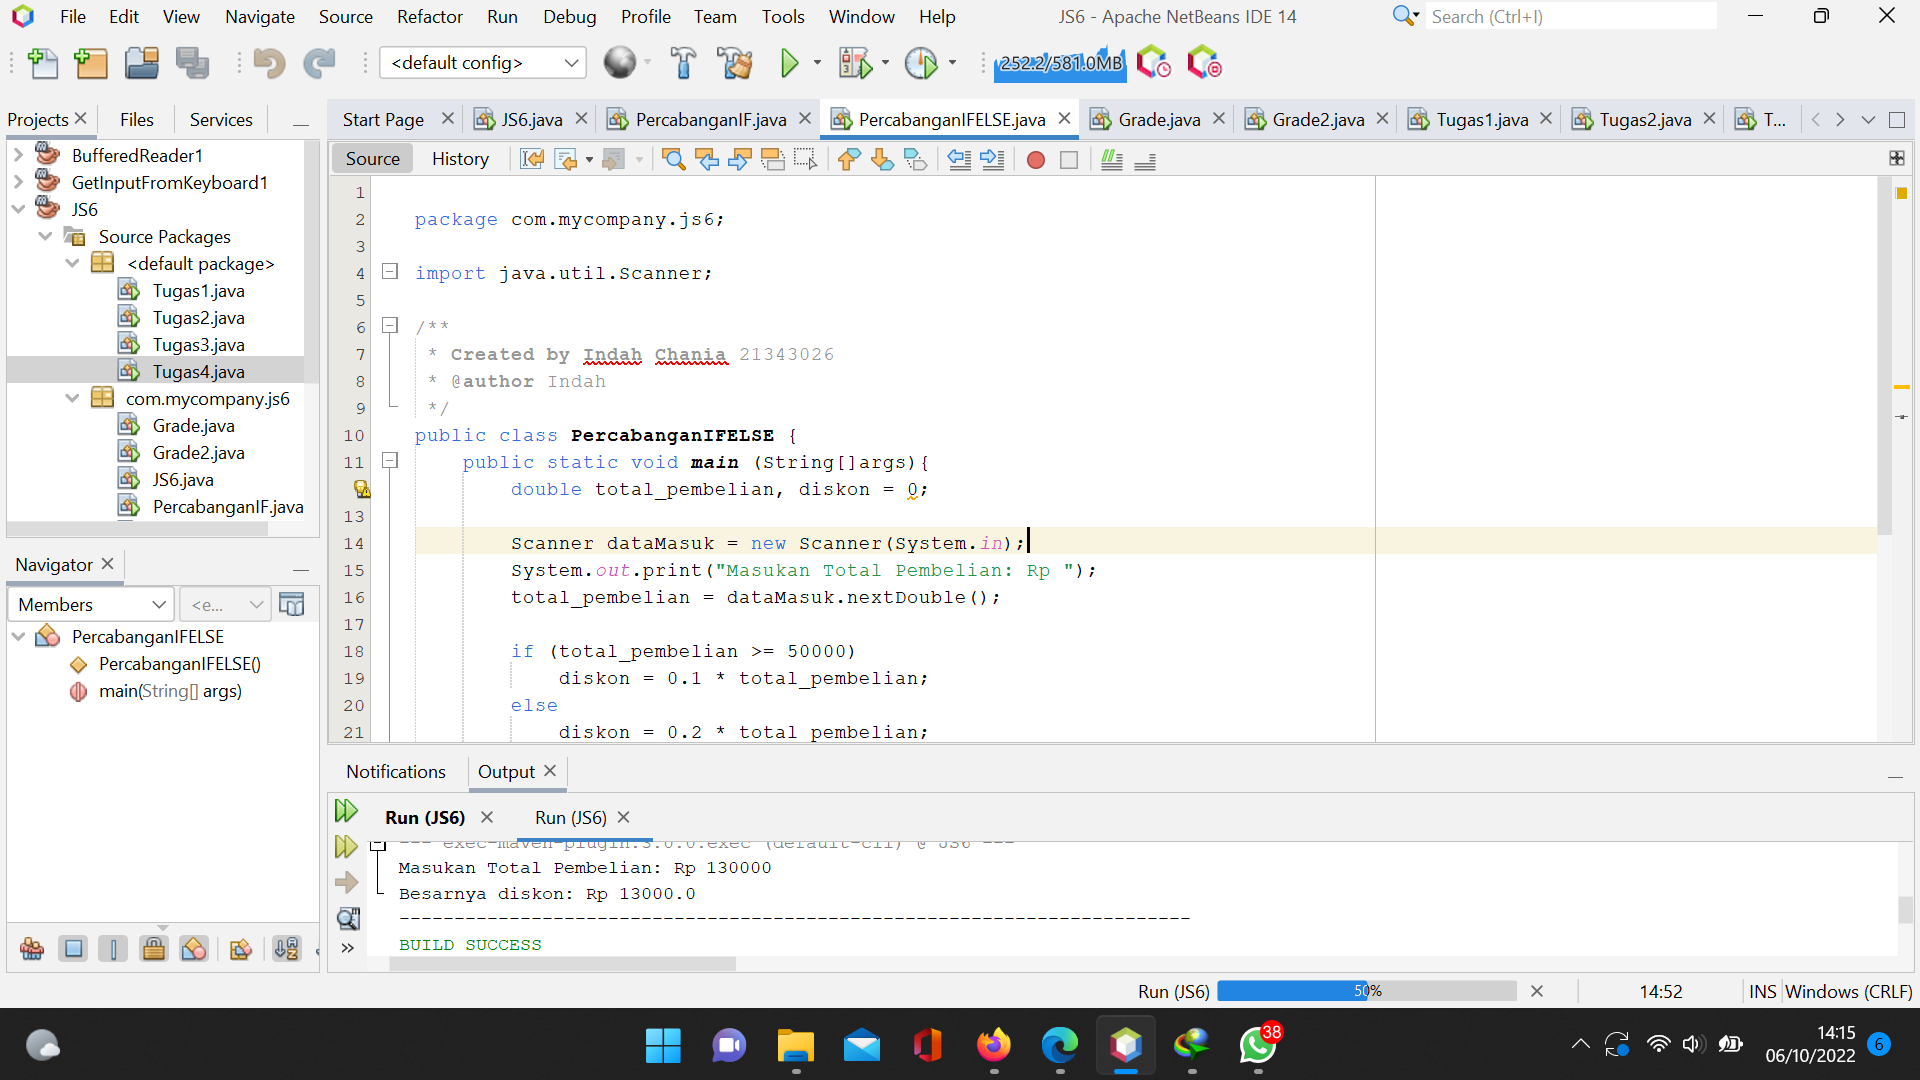 File Edit View Navigate Source Refactor Run Debug Profile Team Tools Window Help
JS6 - Apache NetBeans IDE 14
Search (Ctrl+I)
<default config>
252.2/581.0MB
Projects Files Services
Start Page JS6.java PercabanganIF.java PercabanganIFELSE.java Grade.java Grade2.java Tugas1.java Tugas2.java T...
Source History
BufferedReader1
GetInputFromKeyboard1
JS6
Source Packages
<default package>
Tugas1.java
Tugas2.java
Tugas3.java
Tugas4.java
com.mycompany.js6
Grade.java
Grade2.java
JS6.java
PercabanganIF.java
Navigator
Members
<e...
PercabanganIFELSE
PercabanganIFELSE()
main(String[] args)
1
2 package com.mycompany.js6;
3
4 import java.util.Scanner;
5
6 /**
7 * Created by Indah Chania 21343026
8 * @author Indah
9 */
10 public class PercabanganIFELSE {
11 public static void main (String[]args){
double total_pembelian, diskon = 0;
13
14 Scanner dataMasuk = new Scanner(System.in);
15 System.out.print("Masukan Total Pembelian: Rp ");
16 total_pembelian = dataMasuk.nextDouble();
17
18 if (total_pembelian >= 50000)
19 diskon = 0.1 * total_pembelian;
20 else
21 diskon = 0.2 * total_pembelian;
Notifications Output
Run (JS6) Run (JS6)
--- exec-maven-plugin:3.0.0:exec (default-cli) @ JS6 ---
Masukan Total Pembelian: Rp 130000
Besarnya diskon: Rp 13000.0
------------------------------------------------------------------------
BUILD SUCCESS
Run (JS6) 50% 14:52 INS Windows (CRLF)
38
14:15
06/10/2022
6